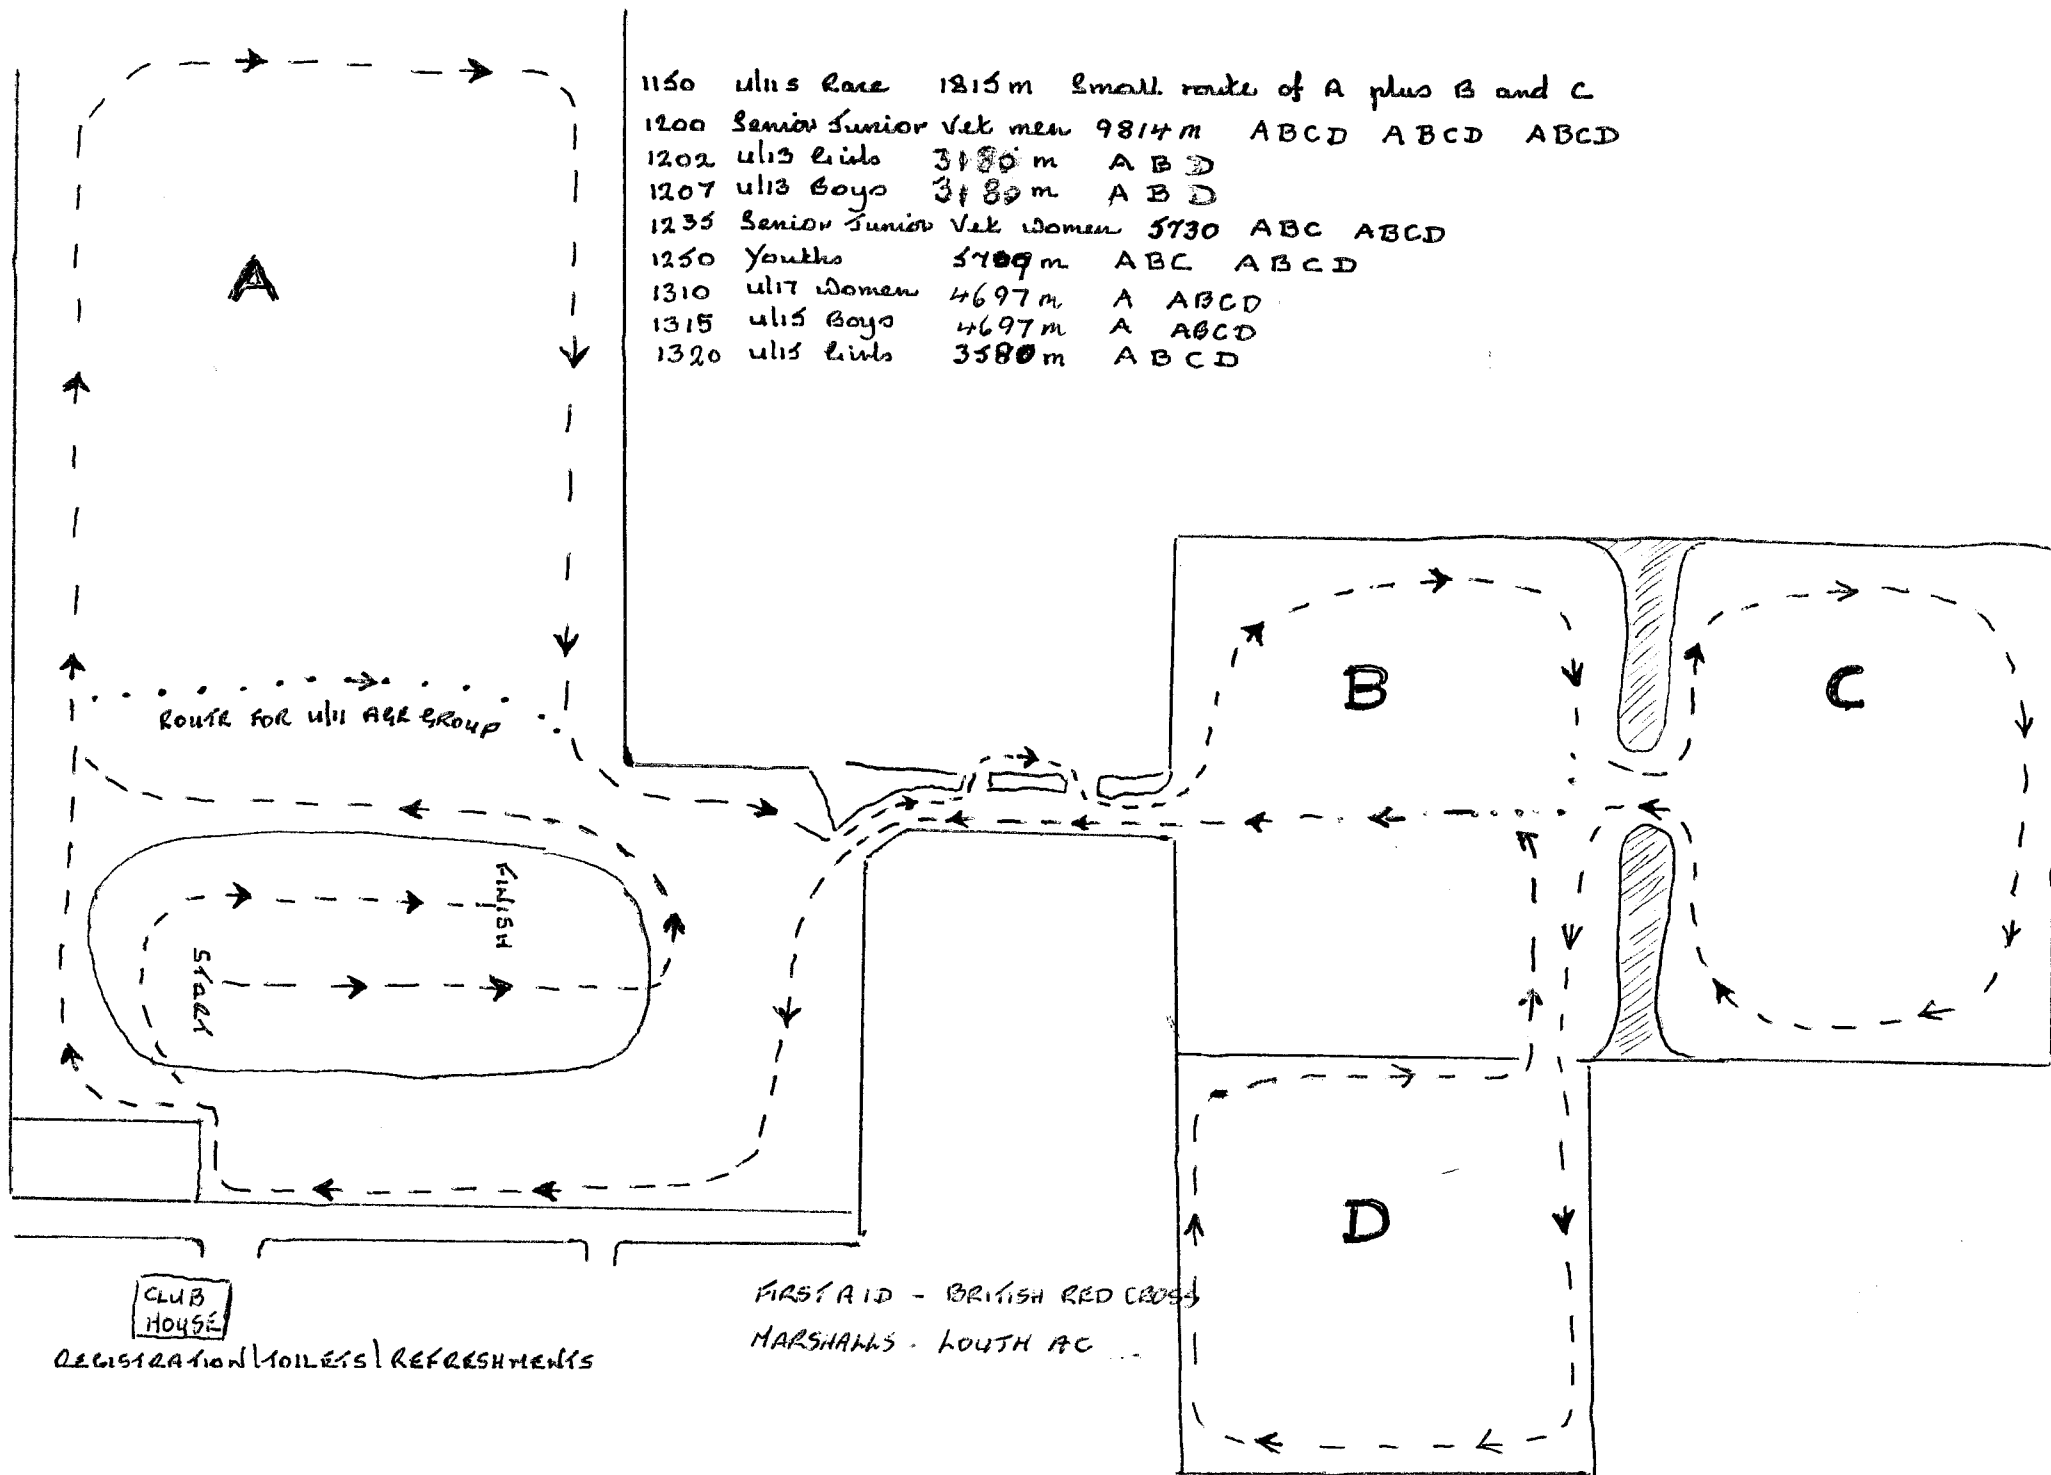 1150 U/11s Race 1815m Small route of A plus B and C
1200 Senior Junior Vet men 9814m ABCD ABCD ABCD
1202 U/13 Girls 3180m A B D
1207 U/13 Boys 3180m A B D
1235 Senior Junior Vet Women 5730 ABC ABCD
1250 Youths m ABC ABCD
1310 U/17 Women 4697m A ABCD
1315 U/15 Boys 4697m A ABCD
1320 U/15 Girls 3580m A B C D
A
B
C
ROUTE FOR U/11 AGE GROUP
FINISH
START
D
CLUB
HOUSE
REGISTRATION/TOILETS/REFRESHMENTS
FIRST AID - BRITISH RED CROSS
MARSHALLS - LOUTH AC